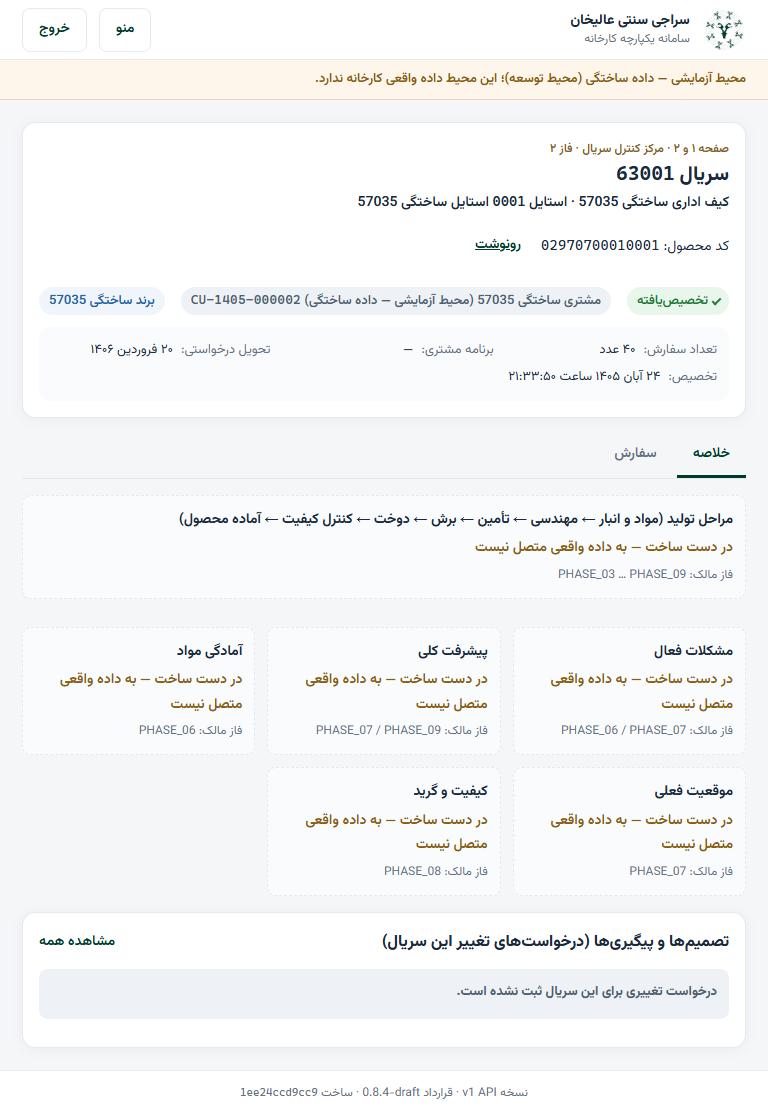 سراجی سنتی عالیخان
سامانه یکپارچه کارخانه
منو
خروج
محیط آزمایشی — داده ساختگی (محیط توسعه)؛ این محیط داده واقعی کارخانه ندارد.
صفحه ۱ و ۲ · مرکز کنترل سریال · فاز ۲
سریال 63001
کیف اداری ساختگی 57035 · استایل 0001 استایل ساختگی 57035
کد محصول: 02970700010001 رونوشت
✓ تخصیص‌یافته
مشتری ساختگی 57035 (محیط آزمایشی — داده ساختگی) CU-1405-000002
برند ساختگی 57035
تعداد سفارش: ۴۰ عدد
برنامه مشتری: —
تحویل درخواستی: ۲۰ فروردین ۱۴۰۶
تخصیص: ۲۴ آبان ۱۴۰۵ ساعت ۲۱:۳۳:۵۰
خلاصه
سفارش
مراحل تولید (مواد و انبار ← مهندسی ← تأمین ← برش ← دوخت ← کنترل کیفیت ← آماده محصول)
در دست ساخت — به داده واقعی متصل نیست
فاز مالک: PHASE_03 … PHASE_09
مشکلات فعال
در دست ساخت — به داده واقعی
متصل نیست
فاز مالک: PHASE_06 / PHASE_07
پیشرفت کلی
در دست ساخت — به داده واقعی
متصل نیست
فاز مالک: PHASE_07 / PHASE_09
آمادگی مواد
در دست ساخت — به داده واقعی
متصل نیست
فاز مالک: PHASE_06
موقعیت فعلی
در دست ساخت — به داده واقعی
متصل نیست
فاز مالک: PHASE_07
کیفیت و گرید
در دست ساخت — به داده واقعی
متصل نیست
فاز مالک: PHASE_08
تصمیم‌ها و پیگیری‌ها (درخواست‌های تغییر این سریال)
مشاهده همه
درخواست تغییری برای این سریال ثبت نشده است.
نسخه API v1 · قرارداد 0.8.4-draft · ساخت 1ee24ccd9cc9